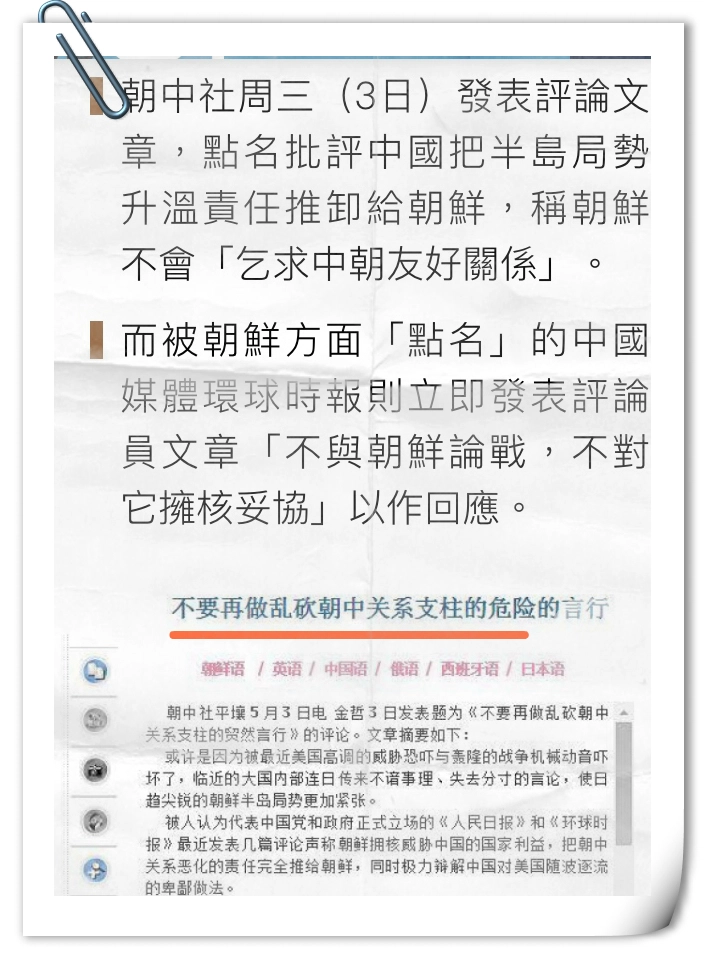 朝中社周三（3日）發表評論文
章，點名批評中國把半島局勢
升溫責任推卸給朝鮮，稱朝鮮
不會「乞求中朝友好關係」。
而被朝鮮方面「點名」的中國
媒體環球時報則立即發表評論
員文章「不與朝鮮論戰，不對
它擁核妥協」以作回應。
不要再做乱砍朝中关系支柱的危险的言行
朝鲜语 / 英语 / 中国语 / 俄语 / 西班牙语 / 日本语
朝中社平壤5月3日电 金哲3日发表题为《不要再做乱砍朝中
关系支柱的贸然言行》的评论。文章摘要如下：
或许是因为被最近美国高调的威胁恐吓与轰隆的战争机械动音吓
坏了，临近的大国内部连日传来不谙事理、失去分寸的言论，使日
趋尖锐的朝鲜半岛局势更加紧张。
被人认为代表中国党和政府正式立场的《人民日报》和《环球时
报》最近发表几篇评论声称朝鲜拥核威胁中国的国家利益，把朝中
关系恶化的责任完全推给朝鲜，同时极力辩解中国对美国随波逐流
的卑鄙做法。